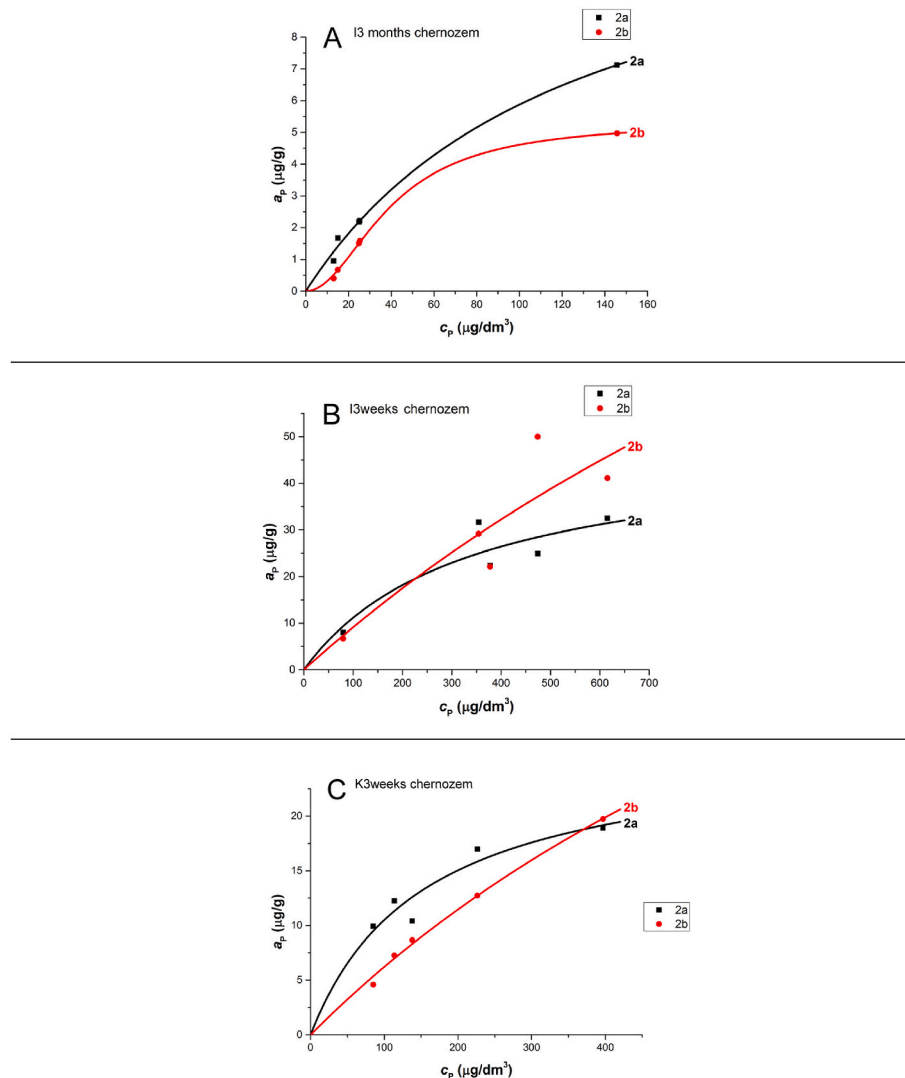 A I3 months chernozem
2a
2b
8
7
6
5
4
3
2
1
0
aP (μg/g)
2a
2b
0 20 40 60 80 100 120 140 160
cP (μg/dm³)
B I3weeks chernozem
2a
2b
50
40
30
20
10
0
aP (μg/g)
2b
2a
0 100 200 300 400 500 600 700
cP (μg/dm³)
C K3weeks chernozem
20
15
10
5
0
aP (μg/g)
2b
2a
2a
2b
0 100 200 300 400
cP (μg/dm³)